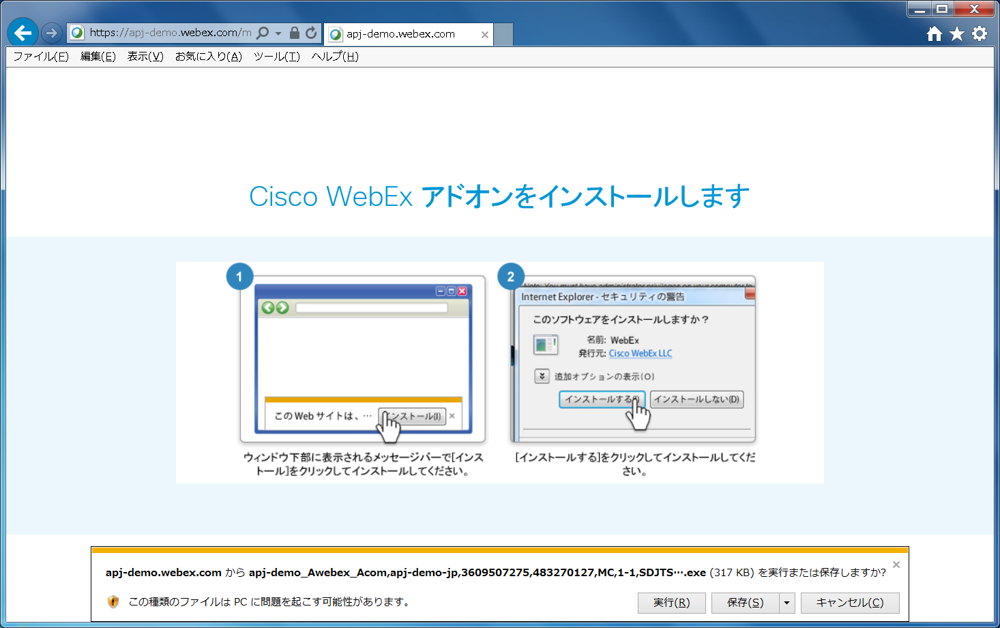 https://apj-demo.webex.com/m
apj-demo.webex.com
ファイル(F) 編集(E) 表示(V) お気に入り(A) ツール(T) ヘルプ(H)
Cisco WebEx アドオンをインストールします
1
このWebサイトは、… インストール(I)
ウィンドウ下部に表示されるメッセージバーで[インス
トール]をクリックしてインストールしてください。
2
Note: You must have administrator privileges on your computer to
Internet Explorer - セキュリティの警告
このソフトウェアをインストールしますか？
名前: WebEx
発行元: Cisco WebEx LLC
追加オプションの表示(O)
インストールする(I) インストールしない(D)
[インストールする]をクリックしてインストールしてくだ
さい。
apj-demo.webex.com から apj-demo_Awebex_Acom,apj-demo-jp,3609507275,483270127,MC,1-1,SDJTS….exe (317 KB) を実行または保存しますか?
この種類のファイルは PC に問題を起こす可能性があります。
実行(R) 保存(S) キャンセル(C)